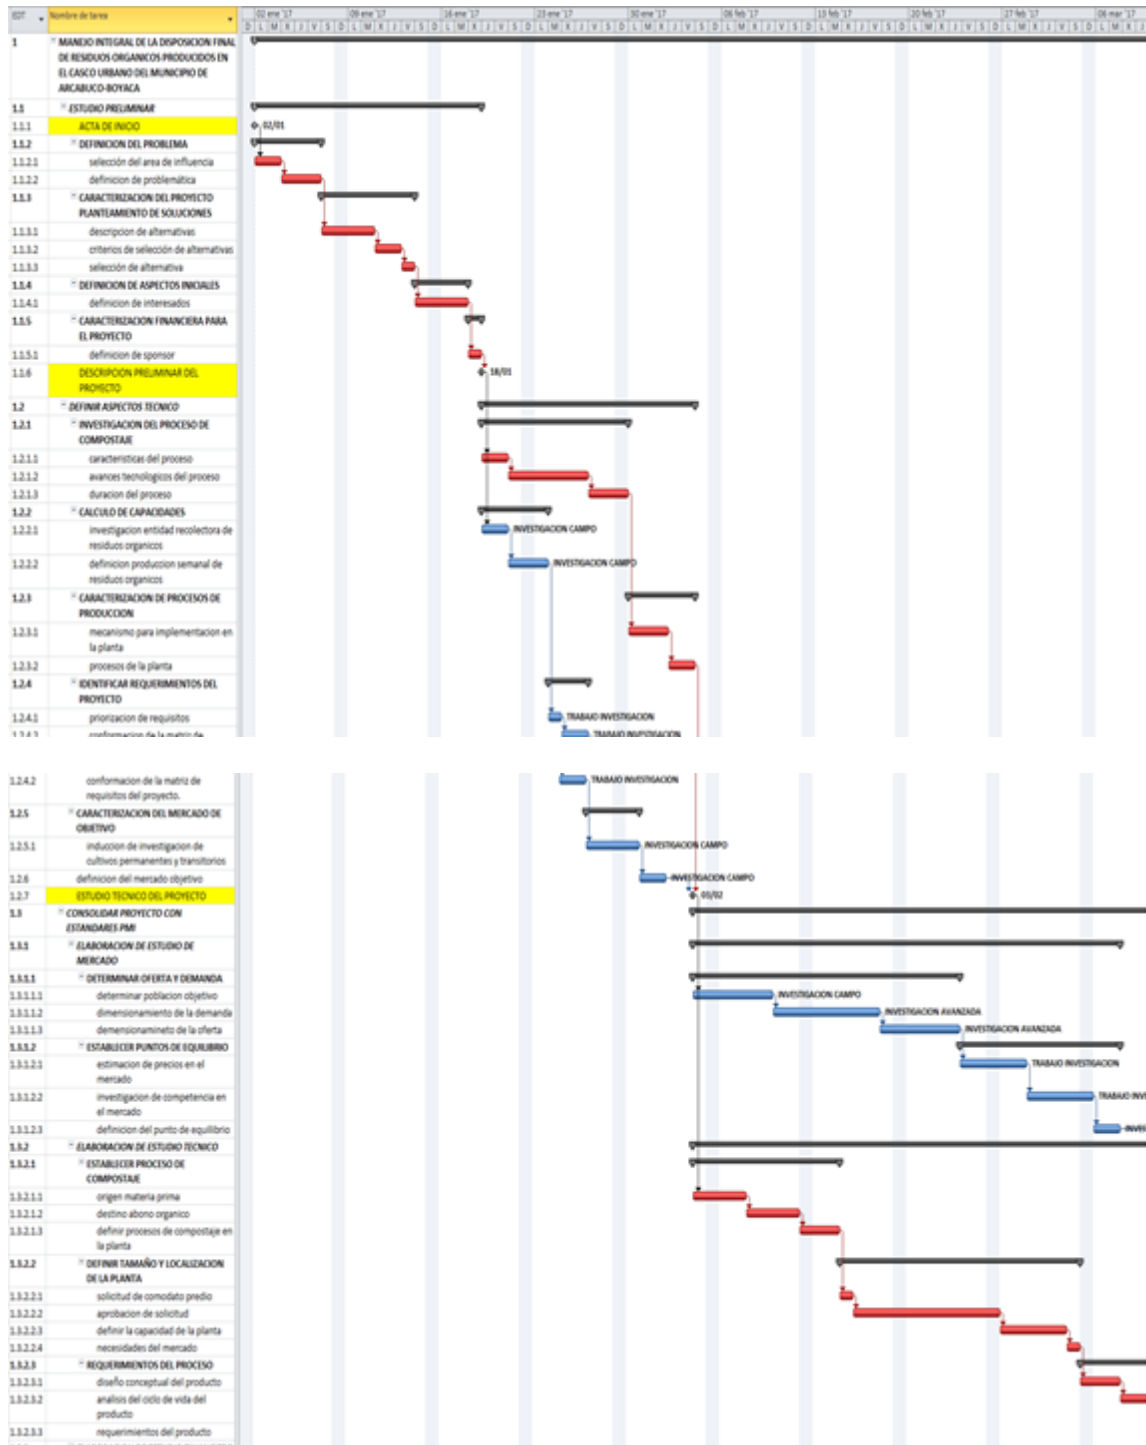 EDT Nombre de tarea 02 ene '17 09 ene '17 16 ene '17 23 ene '17 30 ene '17 06 feb '17 13 feb '17 20 feb '17 27 feb '17 06 mar '17
1 MANEJO INTEGRAL DE LA DISPOSICION FINAL
DE RESIDUOS ORGANICOS PRODUCIDOS EN
EL CASCO URBANO DEL MUNICIPIO DE
ARCABUCO-BOYACA
1.1 ESTUDIO PRELIMINAR
1.1.1 ACTA DE INICIO 02/01
1.1.2 DEFINICION DEL PROBLEMA
1.1.2.1 selección del area de influencia
1.1.2.2 definicion de problemática
1.1.3 CARACTERIZACION DEL PROYECTO
PLANTEAMIENTO DE SOLUCIONES
1.1.3.1 descripcion de alternativas
1.1.3.2 criterios de selección de alternativas
1.1.3.3 selección de alternativa
1.1.4 DEFINICION DE ASPECTOS INICIALES
1.1.4.1 definicion de interesados
1.1.5 CARACTERIZACION FINANCIERA PARA
EL PROYECTO
1.1.5.1 definicion de sponsor
1.1.6 DESCRIPCION PRELIMINAR DEL 18/01
PROYECTO
1.2 DEFINIR ASPECTOS TECNICO
1.2.1 INVESTIGACION DEL PROCESO DE
COMPOSTAJE
1.2.1.1 caracteristicas del proceso
1.2.1.2 avances tecnologicos del proceso
1.2.1.3 duracion del proceso
1.2.2 CALCULO DE CAPACIDADES
1.2.2.1 investigacion entidad recolectora de INVESTIGACION CAMPO
residuos organicos
1.2.2.2 definicion produccion semanal de INVESTIGACION CAMPO
residuos organicos
1.2.3 CARACTERIZACION DE PROCESOS DE
PRODUCCION
1.2.3.1 mecanismo para implementacion en
la planta
1.2.3.2 procesos de la planta
1.2.4 IDENTIFICAR REQUERIMIENTOS DEL
PROYECTO
1.2.4.1 priorizacion de requisitos TRABAJO INVESTIGACION
1.2.4.2 conformacion de la matriz de TRABAJO INVESTIGACION
1.2.4.2 conformacion de la matriz de TRABAJO INVESTIGACION
requisitos del proyecto.
1.2.5 CARACTERIZACION DEL MERCADO DE
OBJETIVO
1.2.5.1 induccion de investigacion de INVESTIGACION CAMPO
cultivos permanentes y transitorios
1.2.6 definicion del mercado objetivo INVESTIGACION CAMPO
1.2.7 ESTUDIO TECNICO DEL PROYECTO 03/02
1.3 CONSOLIDAR PROYECTO CON
ESTANDARES PMI
1.3.1 ELABORACION DE ESTUDIO DE
MERCADO
1.3.1.1 DETERMINAR OFERTA Y DEMANDA
1.3.1.1.1 determinar poblacion objetivo INVESTIGACION CAMPO
1.3.1.1.2 dimensionamiento de la demanda INVESTIGACION AVANZADA
1.3.1.1.3 demensionamineto de la oferta INVESTIGACION AVANZADA
1.3.1.2 ESTABLECER PUNTOS DE EQUILIBRIO
1.3.1.2.1 estimacion de precios en el TRABAJO INVESTIGACION
mercado
1.3.1.2.2 investigacion de competencia en TRABAJO INVE
el mercado
1.3.1.2.3 definicion del punto de equilibrio INVES
1.3.2 ELABORACION DE ESTUDIO TECNICO
1.3.2.1 ESTABLECER PROCESO DE
COMPOSTAJE
1.3.2.1.1 origen materia prima
1.3.2.1.2 destino abono organico
1.3.2.1.3 definir procesos de compostaje en
la planta
1.3.2.2 DEFINIR TAMAÑO Y LOCALIZACION
DE LA PLANTA
1.3.2.2.1 solicitud de comodato predio
1.3.2.2.2 aprobacion de solicitud
1.3.2.2.3 definir la capacidad de la planta
1.3.2.2.4 necesidades del mercado
1.3.2.3 REQUERIMIENTOS DEL PROCESO
1.3.2.3.1 diseño conceptual del producto
1.3.2.3.2 analisis del ciclo de vida del
producto
1.3.2.3.3 requerimientos del producto